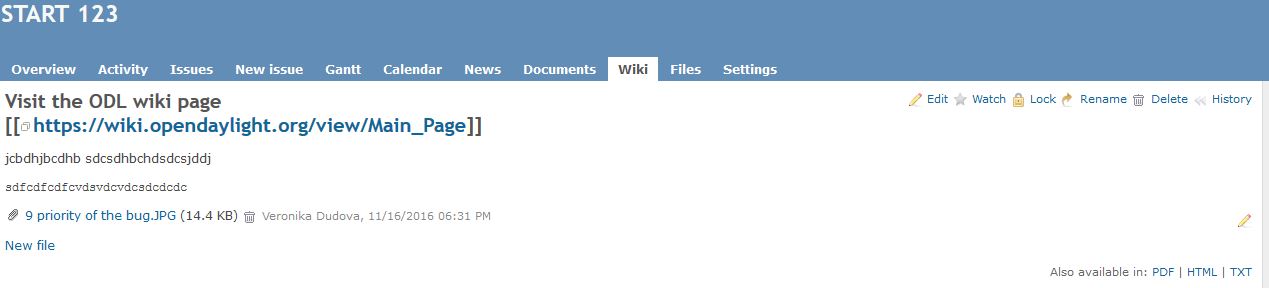 START 123
Overview Activity Issues New issue Gantt Calendar News Documents Wiki Files Settings
Visit the ODL wiki page
Edit Watch Lock Rename Delete History
[[https://wiki.opendaylight.org/view/Main_Page]]
jcbdhjbcdhb sdcsdhbchdsdcsjddj
sdfcdfcdfcvdsvdcvdcsdcdcdc
9 priority of the bug.JPG (14.4 KB) Veronika Dudova, 11/16/2016 06:31 PM
New file
Also available in: PDF | HTML | TXT